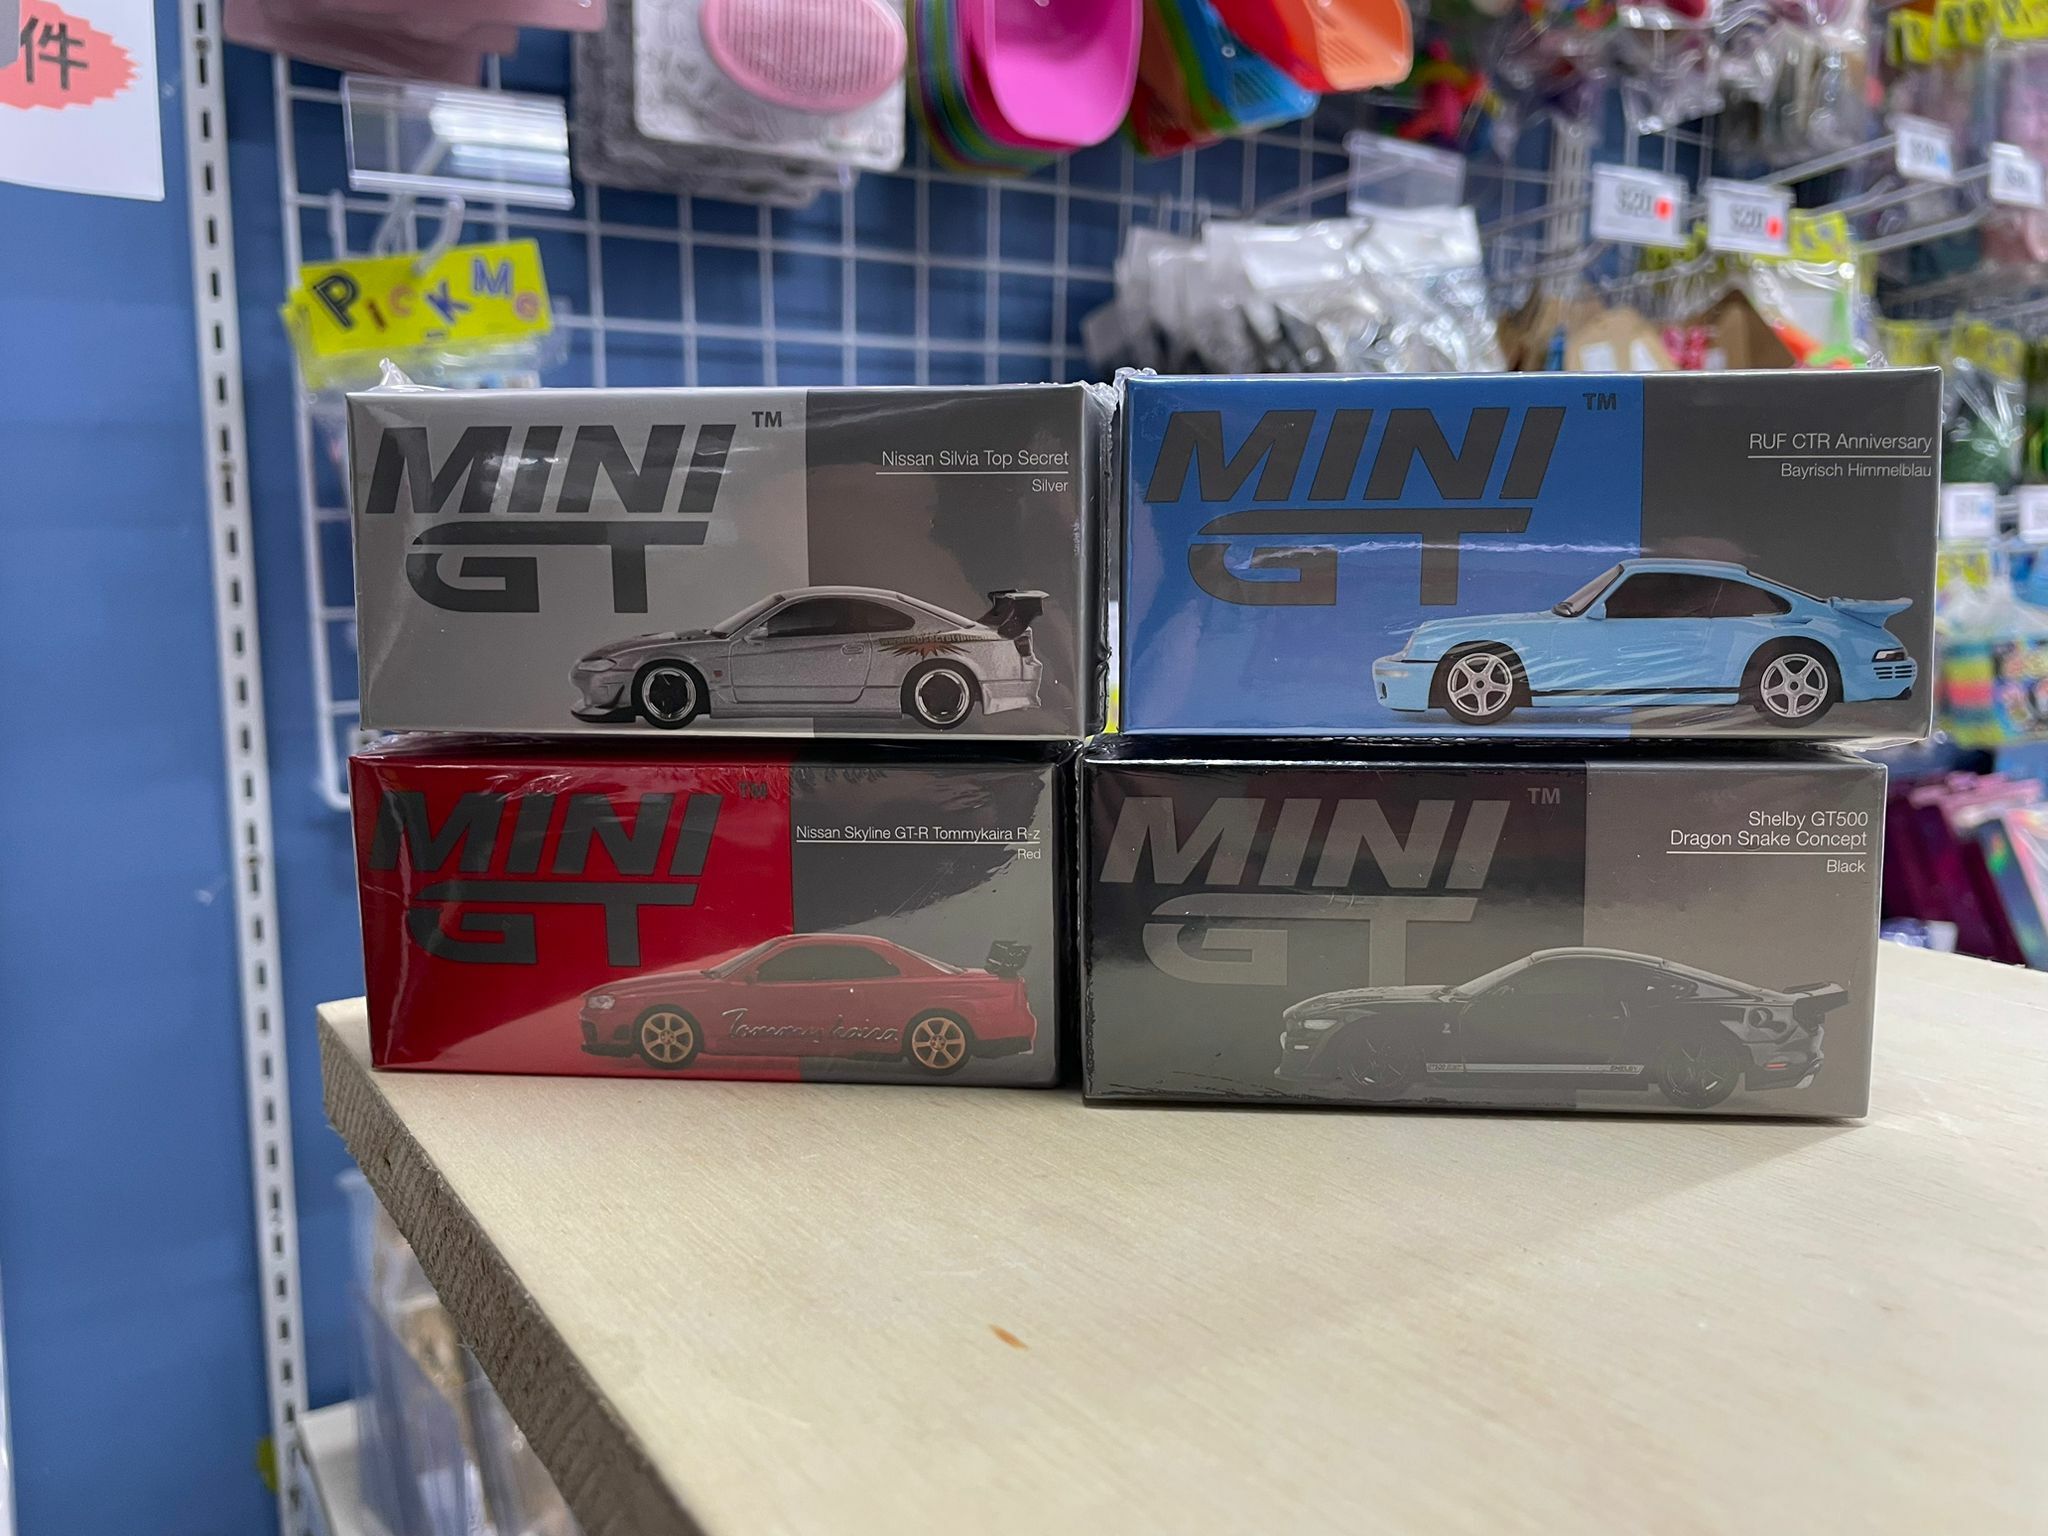 件
PiCK Me
MINI GT TM
Nissan Silvia Top Secret
Silver
MINI GT TM
RUF CTR Anniversary
Bayrisch Himmelblau
MINI GT TM
Nissan Skyline GT-R Tommykaira R-z
Red
Tommykaira
MINI GT TM
Shelby GT500
Dragon Snake Concept
Black
SHELBY